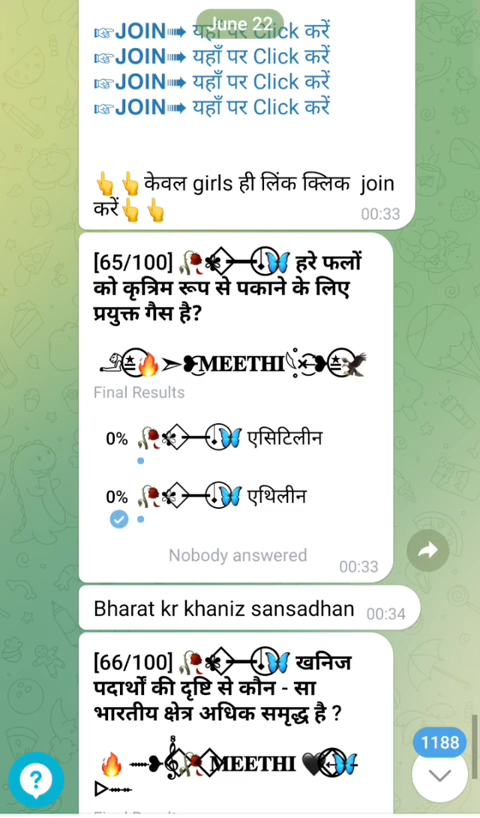 June 22
☞JOIN➠ यहाँ पर Click करें
☞JOIN➠ यहाँ पर Click करें
☞JOIN➠ यहाँ पर Click करें
☞JOIN➠ यहाँ पर Click करें
👆👆केवल girls ही लिंक क्लिक join
करें👆👆
00:33
[65/100] 🥀🦋 हरे फलों
को कृत्रिम रूप से पकाने के लिए
प्रयुक्त गैस है?
🔥➣MEETHI🦅
Final Results
0% 🥀🦋 एसिटिलीन
0% 🥀🦋 एथिलीन
Nobody answered
00:33
Bharat kr khaniz sansadhan 00:34
[66/100] 🥀🦋 खनिज
पदार्थों की दृष्टि से कौन - सा
भारतीय क्षेत्र अधिक समृद्ध है ?
🔥🥀MEETHI 🖤🦋
1188